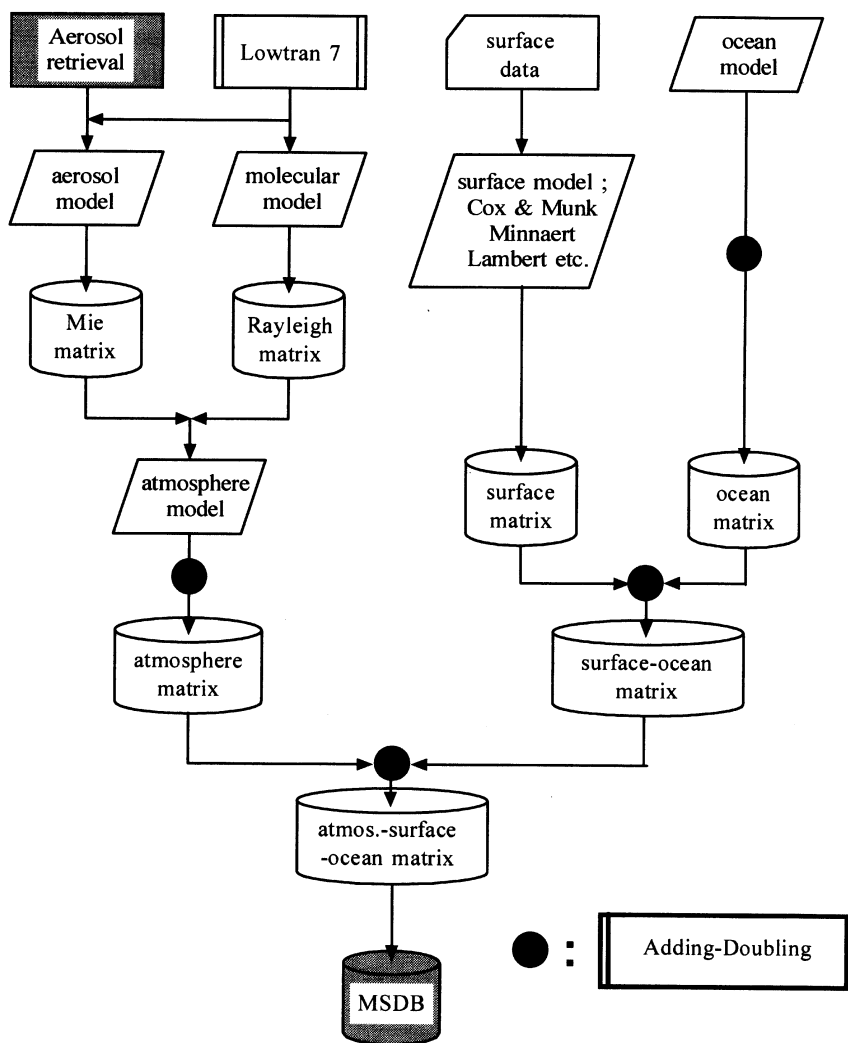 Aerosol
retrieval
Lowtran 7
surface
data
ocean
model
aerosol
model
molecular
model
surface model ;
Cox & Munk
Minnaert
Lambert etc.
Mie
matrix
Rayleigh
matrix
atmosphere
model
surface
matrix
ocean
matrix
atmosphere
matrix
surface-ocean
matrix
atmos.-surface
-ocean matrix
MSDB
: Adding-Doubling